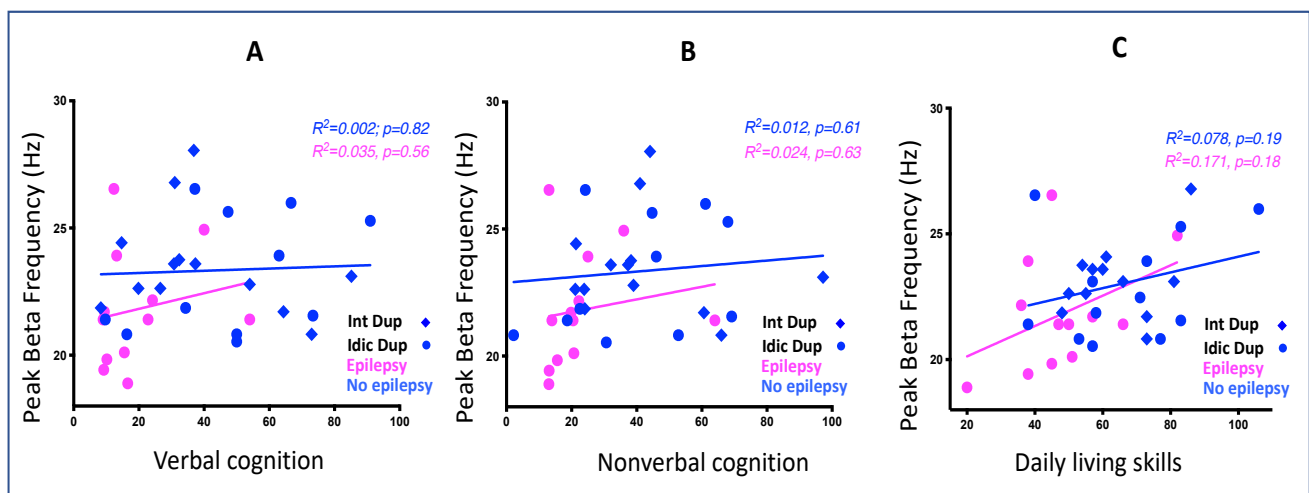 A
Peak Beta Frequency (Hz)
30
25
20
0
20
40
60
80
100
R²=0.002; p=0.82
R²=0.035, p=0.56
Int Dup
Idic Dup
Epilepsy
No epilepsy
Verbal cognition
B
Peak Beta Frequency (Hz)
30
25
20
0
20
40
60
80
100
R²=0.012, p=0.61
R²=0.024, p=0.63
Int Dup
Idic Dup
Epilepsy
No epilepsy
Nonverbal cognition
C
Peak Beta Frequency (Hz)
30
25
20
20
40
60
80
100
R²=0.078, p=0.19
R²=0.171, p=0.18
Int Dup
Idic Dup
Epilepsy
No epilepsy
Daily living skills